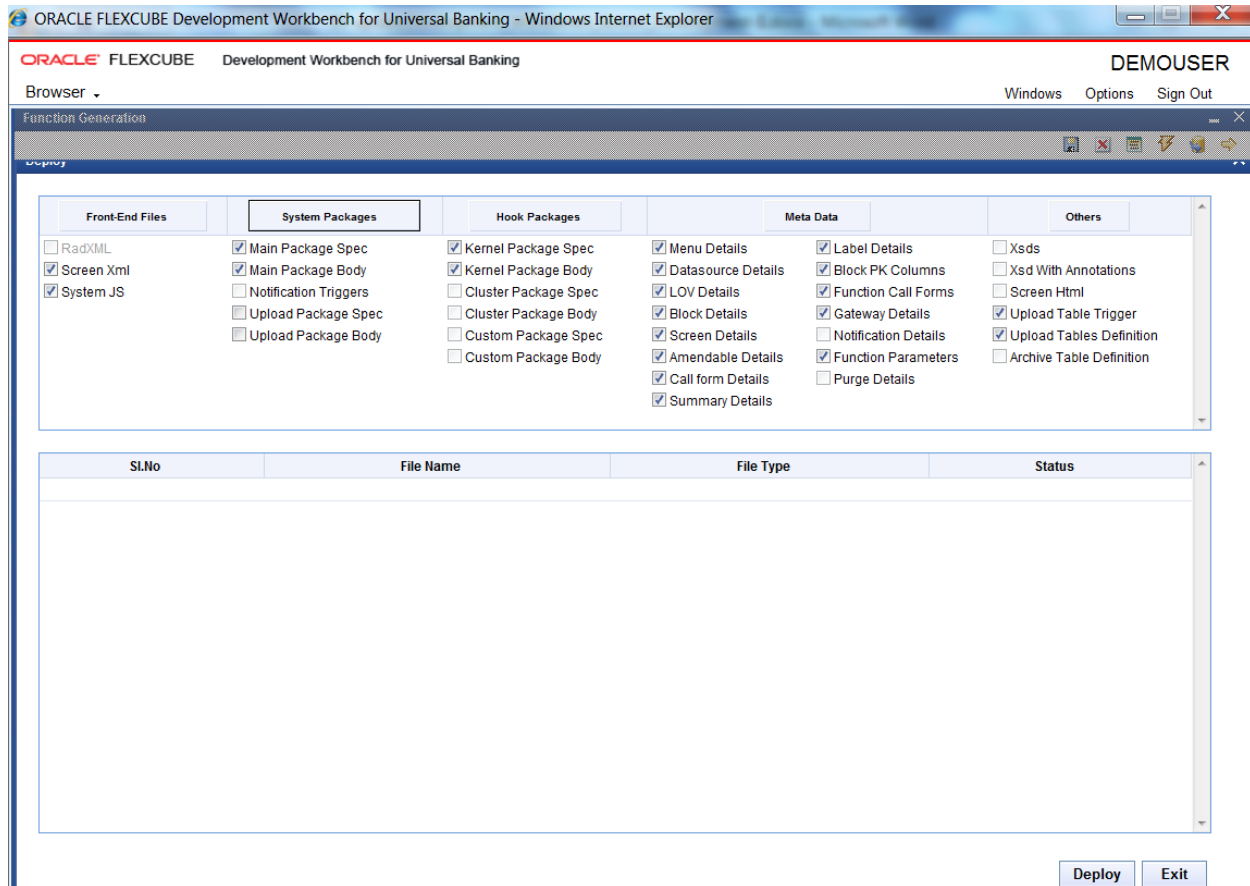 ORACLE FLEXCUBE Development Workbench for Universal Banking - Windows Internet Explorer
ORACLE FLEXCUBE Development Workbench for Universal Banking
DEMOUSER
Browser
Windows Options Sign Out
Function Generation
Deploy
Front-End Files System Packages Hook Packages Meta Data Others
RadXML Main Package Spec Kernel Package Spec Menu Details Label Details Xsds
Screen Xml Main Package Body Kernel Package Body Datasource Details Block PK Columns Xsd With Annotations
System JS Notification Triggers Cluster Package Spec LOV Details Function Call Forms Screen Html
Upload Package Spec Cluster Package Body Block Details Gateway Details Upload Table Trigger
Upload Package Body Custom Package Spec Screen Details Notification Details Upload Tables Definition
Custom Package Body Amendable Details Function Parameters Archive Table Definition
Call form Details Purge Details
Summary Details
Sl.No File Name File Type Status
Deploy Exit